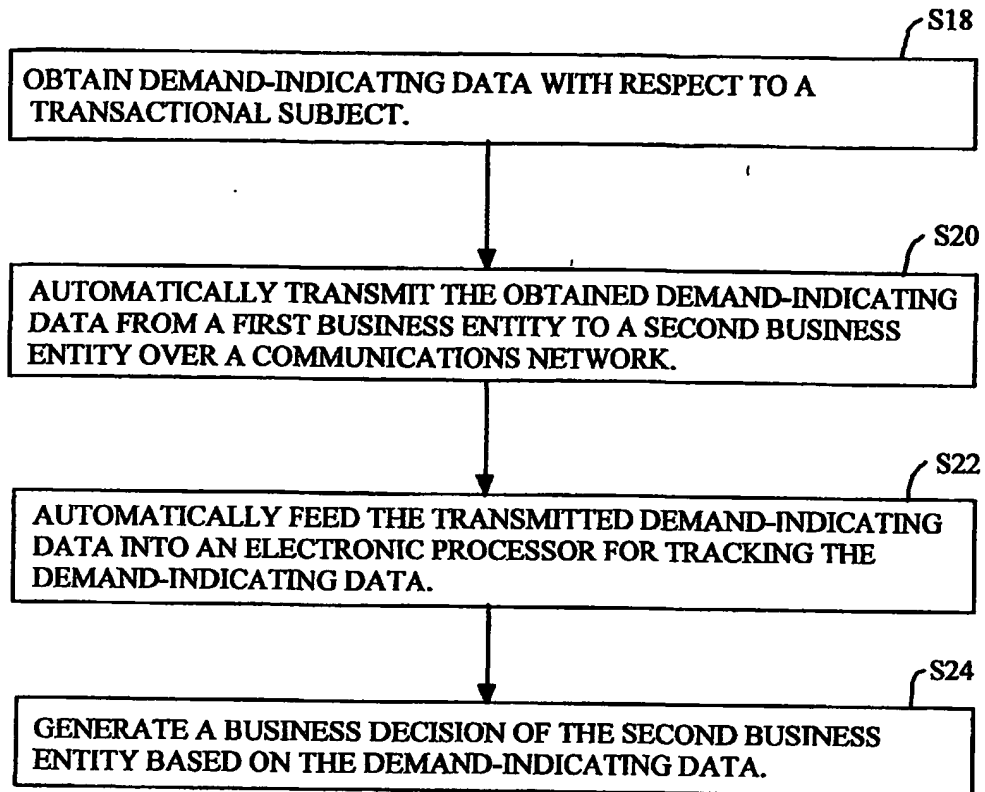 S18
OBTAIN DEMAND-INDICATING DATA WITH RESPECT TO A
TRANSACTIONAL SUBJECT.
S20
AUTOMATICALLY TRANSMIT THE OBTAINED DEMAND-INDICATING
DATA FROM A FIRST BUSINESS ENTITY TO A SECOND BUSINESS
ENTITY OVER A COMMUNICATIONS NETWORK.
S22
AUTOMATICALLY FEED THE TRANSMITTED DEMAND-INDICATING
DATA INTO AN ELECTRONIC PROCESSOR FOR TRACKING THE
DEMAND-INDICATING DATA.
S24
GENERATE A BUSINESS DECISION OF THE SECOND BUSINESS
ENTITY BASED ON THE DEMAND-INDICATING DATA.